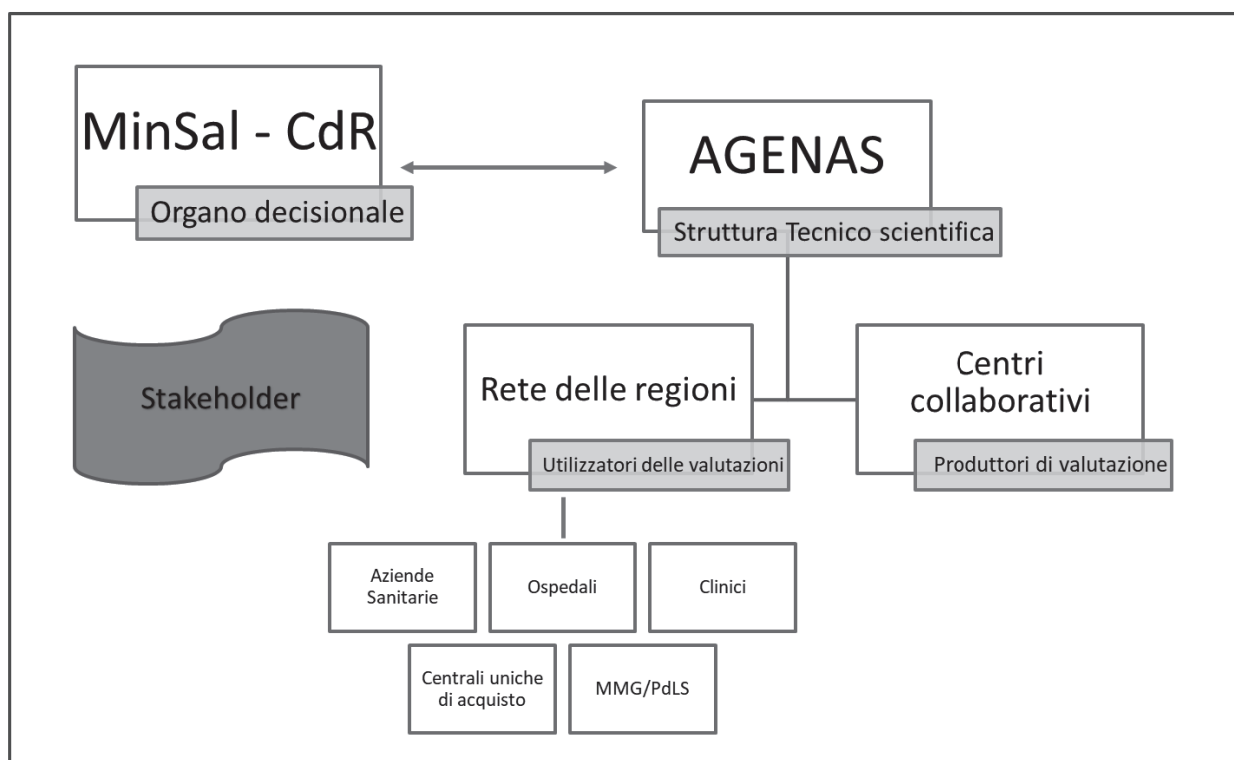 MinSal - CdR
Organo decisionale
AGENAS
Struttura Tecnico scientifica
Stakeholder
Rete delle regioni
Utilizzatori delle valutazioni
Centri
collaborativi
Produttori di valutazione
Aziende
Sanitarie
Ospedali
Clinici
Centrali uniche
di acquisto
MMG/PdLS